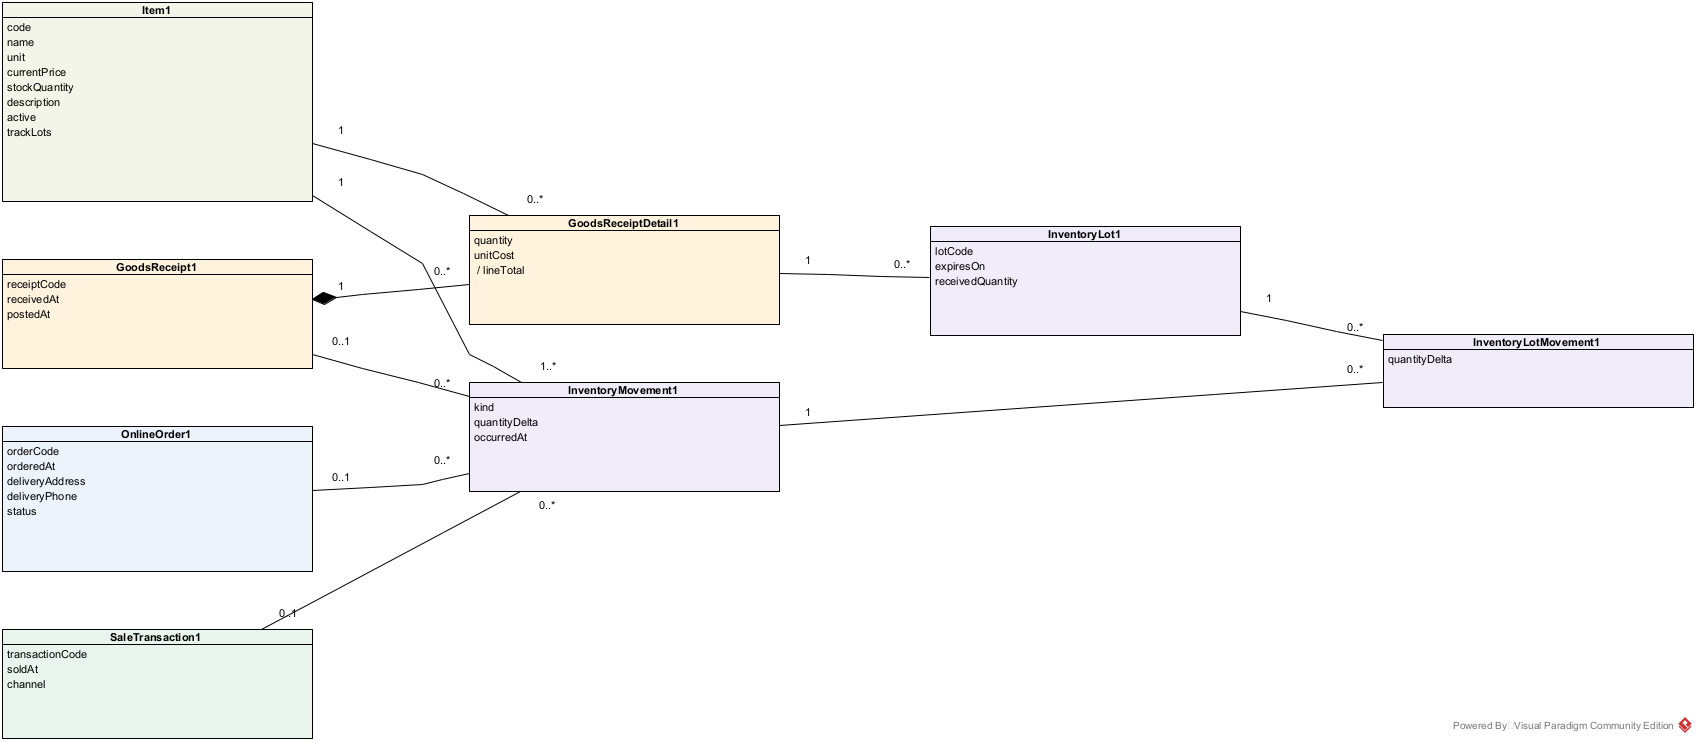 Item1
code
name
unit
currentPrice
stockQuantity
description
active
trackLots
1
1
0..*
GoodsReceipt1
receiptCode
receivedAt
postedAt
1
0..*
0..1
0..*
GoodsReceiptDetail1
quantity
unitCost
/ lineTotal
1
0..*
InventoryLot1
lotCode
expiresOn
receivedQuantity
1
0..*
InventoryLotMovement1
quantityDelta
0..*
1..*
InventoryMovement1
kind
quantityDelta
occurredAt
1
OnlineOrder1
orderCode
orderedAt
deliveryAddress
deliveryPhone
status
0..1
0..*
0..*
0..1
SaleTransaction1
transactionCode
soldAt
channel
Powered By Visual Paradigm Community Edition